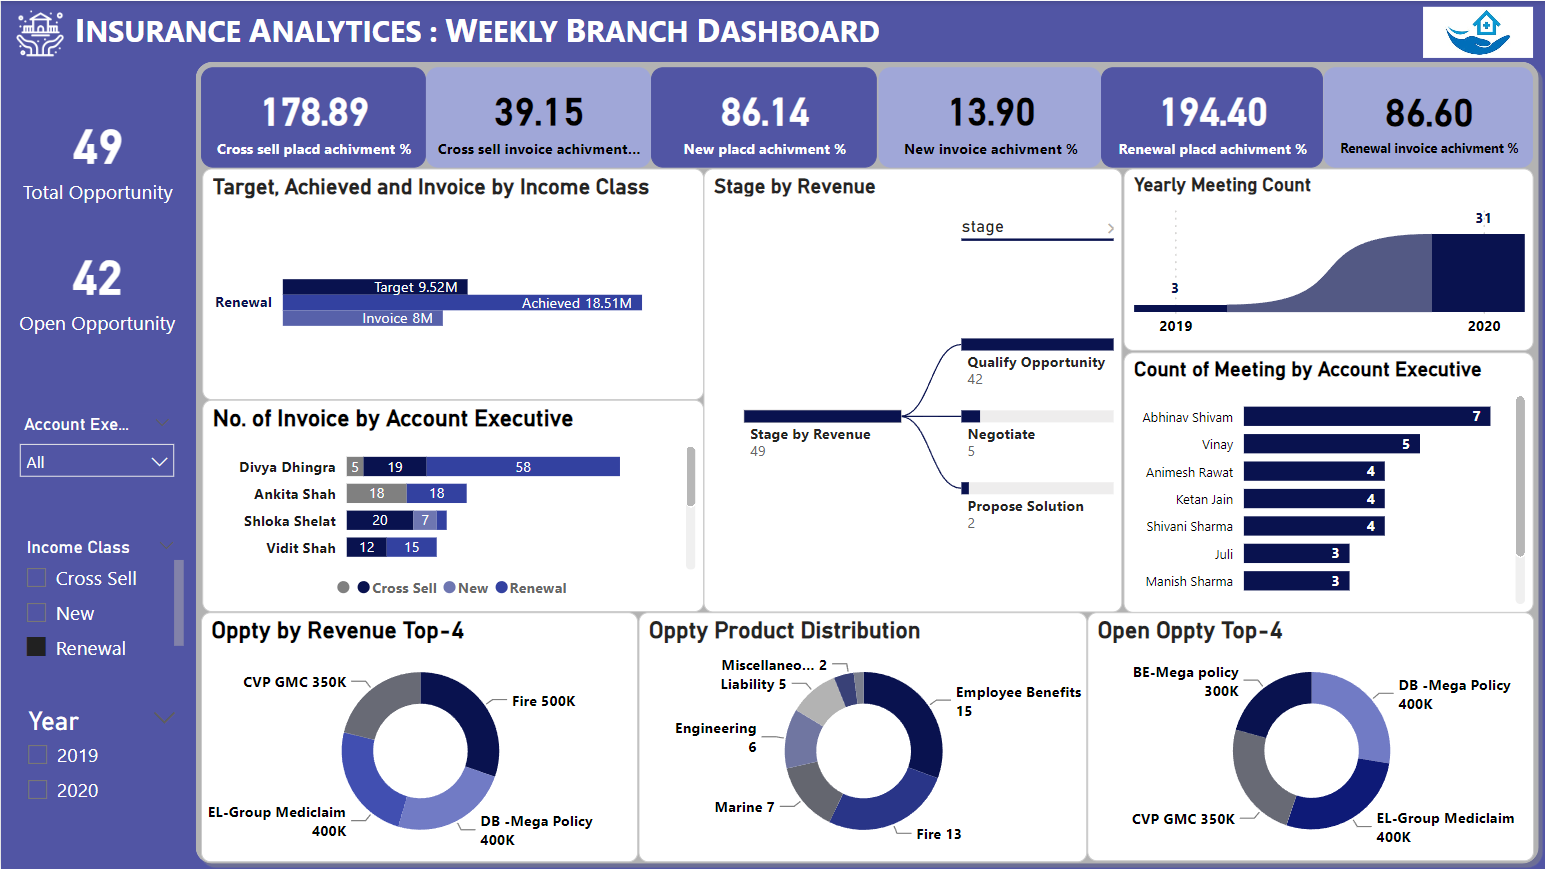 INSURANCE ANALYTICES : WEEKLY BRANCH DASHBOARD
49
Total Opportunity
42
Open Opportunity
Account Exe...
All
Income Class
Cross Sell
New
Renewal
Year
2019
2020
178.89
Cross sell placd achivment %
39.15
Cross sell invoice achivment...
86.14
New placd achivment %
13.90
New invoice achivment %
194.40
Renewal placd achivment %
86.60
Renewal invoice achivment %
Target, Achieved and Invoice by Income Class
Target 9.52M
Renewal
Achieved 18.51M
Invoice 8M
No. of Invoice by Account Executive
Divya Dhingra 5 19 58
Ankita Shah 18 18
Shloka Shelat 20 7
Vidit Shah 12 15
Cross Sell New Renewal
Stage by Revenue
stage
Stage by Revenue
49
Qualify Opportunity
42
Negotiate
5
Propose Solution
2
Yearly Meeting Count
31
3
2019 2020
Count of Meeting by Account Executive
Abhinav Shivam 7
Vinay 5
Animesh Rawat 4
Ketan Jain 4
Shivani Sharma 4
Juli 3
Manish Sharma 3
Oppty by Revenue Top-4
CVP GMC 350K
Fire 500K
EL-Group Mediclaim
400K
DB -Mega Policy
400K
Oppty Product Distribution
Miscellaneo... 2
Liability 5
Employee Benefits
15
Engineering
6
Marine 7
Fire 13
Open Oppty Top-4
BE-Mega policy
300K
DB -Mega Policy
400K
CVP GMC 350K
EL-Group Mediclaim
400K